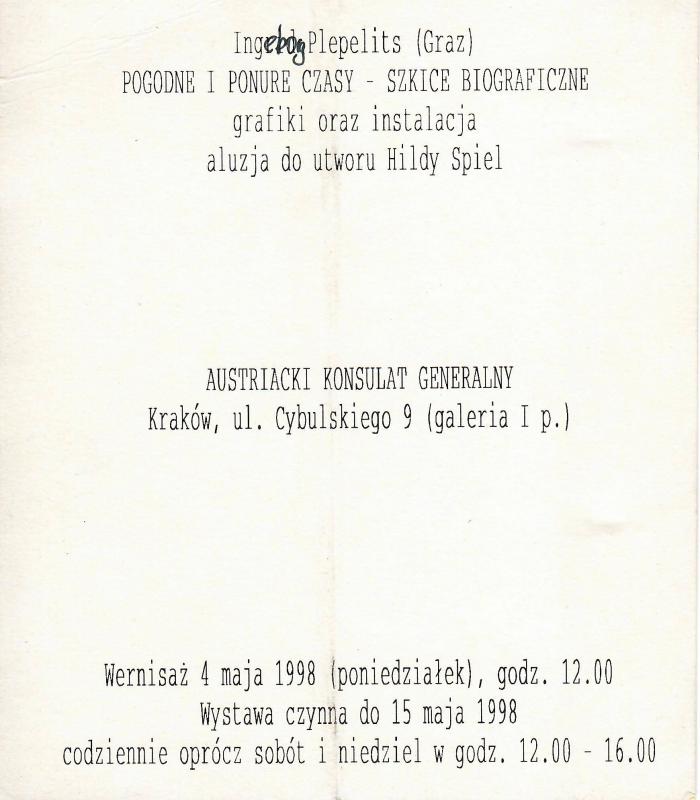 Ingeborg Plepelits (Graz)
POGODNE I PONURE CZASY - SZKICE BIOGRAFICZNE
grafiki oraz instalacja
aluzja do utworu Hildy Spiel
AUSTRIACKI KONSULAT GENERALNY
Kraków, ul. Cybulskiego 9 (galeria I p.)
Wernisaż 4 maja 1998 (poniedziałek), godz. 12.00
Wystawa czynna do 15 maja 1998
codziennie oprócz sobót i niedziel w godz. 12.00 - 16.00